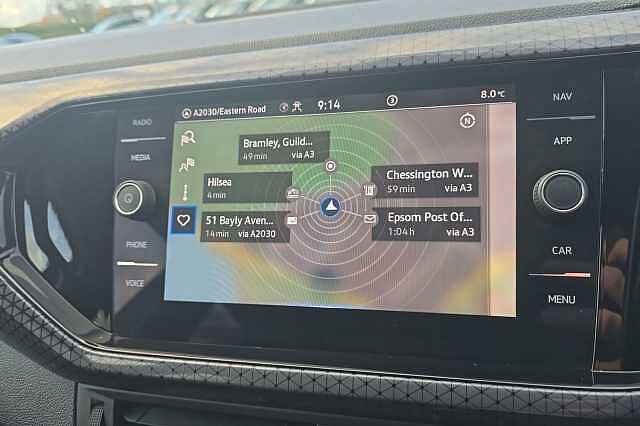 RADIO
MEDIA
PHONE
VOICE
A2030/Eastern Road
9:14
3
8.0°C
N
Bramley, Guild...
49 min via A3
Hilsea
4 min
51 Bayly Aven...
14 min via A2030
Chessington W...
59 min via A3
Epsom Post Of...
1:04 h via A3
NAV
APP
CAR
MENU